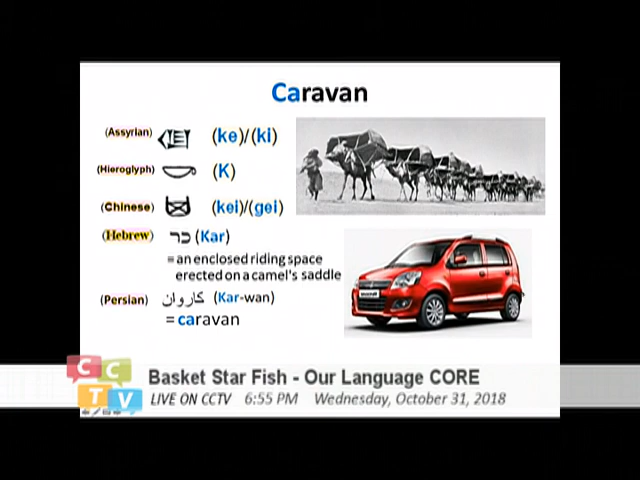 Caravan
(Assyrian) (ke)/(ki)
(Hieroglyph) (K)
(Chinese) (kei)/(gei)
(Hebrew) כר (Kar)
= an enclosed riding space
erected on a camel's saddle
(Persian) كاروان (Kar-wan)
= caravan
CCTV
Basket Star Fish - Our Language CORE
LIVE ON CCTV 6:55 PM Wednesday, October 31, 2018